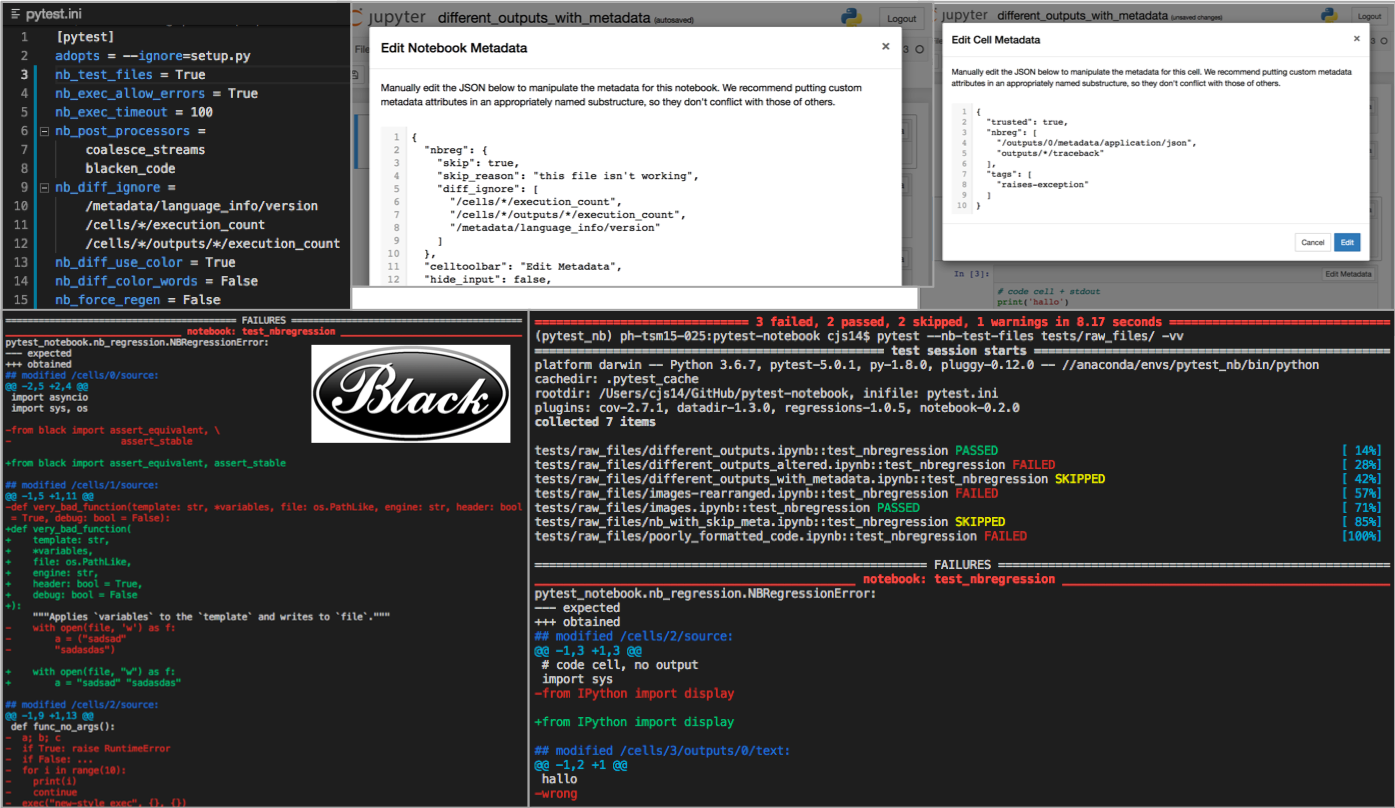 pytest.ini
1 [pytest]
2 adopts = --ignore=setup.py
3 nb_test_files = True
4 nb_exec_allow_errors = True
5 nb_exec_timeout = 100
6 nb_post_processors =
7 coalesce_streams
8 blacken_code
9 nb_diff_ignore =
10 /metadata/language_info/version
11 /cells/*/execution_count
12 /cells/*/outputs/*/execution_count
13 nb_diff_use_color = True
14 nb_diff_color_words = False
15 nb_force_regen = False
jupyter different_outputs_with_metadata (autosaved)
Logout
File
3
Edit Notebook Metadata ×
Manually edit the JSON below to manipulate the metadata for this notebook. We recommend putting custom
metadata attributes in an appropriately named substructure, so they don't conflict with those of others.
1 {
2 "nbreg": {
3 "skip": true,
4 "skip_reason": "this file isn't working",
5 "diff_ignore": [
6 "/cells/*/execution_count",
7 "/cells/*/outputs/*/execution_count",
8 "/metadata/language_info/version"
9 ]
10 },
11 "celltoolbar": "Edit Metadata",
12 "hide_input": false,
jupyter different_outputs_with_metadata (unsaved changes)
Logout
3
Edit Cell Metadata ×
Manually edit the JSON below to manipulate the metadata for this cell. We recommend putting custom metadata
attributes in an appropriately named substructure, so they don't conflict with those of others.
1 {
2 "trusted": true,
3 "nbreg": [
4 "/outputs/0/metadata/application/json",
5 "outputs/*/traceback"
6 ],
7 "tags": [
8 "raises-exception"
9 ]
10 }
Cancel Edit
In [3]:
Edit Metadata
# code cell + stdout
print('hallo')
FAILURES
notebook: test_nbregression
pytest_notebook.nb_regression.NBRegressionError:
--- expected
+++ obtained
## modified /cells/0/source:
@@ -2,5 +2,4 @@
import asyncio
import sys, os
-from black import assert_equivalent, \
- assert_stable
+from black import assert_equivalent, assert_stable
## modified /cells/1/source:
@@ -1,5 +1,11 @@
-def very_bad_function(template: str, *variables, file: os.PathLike, engine: str, header: bool
= True, debug: bool = False):
+def very_bad_function(
+ template: str,
+ *variables,
+ file: os.PathLike,
+ engine: str,
+ header: bool = True,
+ debug: bool = False
+):
"""Applies `variables` to the `template` and writes to `file`."""
- with open(file, 'w') as f:
- a = ("sadsad"
- "sadasdas")
+ with open(file, "w") as f:
+ a = "sadsad" "sadasdas"
## modified /cells/2/source:
@@ -1,9 +1,13 @@
def func_no_args():
- a; b; c
- if True: raise RuntimeError
- if False: ...
- for i in range(10):
- print(i)
- continue
- exec("new-style exec", {}, {})
Black
3 failed, 2 passed, 2 skipped, 1 warnings in 8.17 seconds
(pytest_nb) ph-tsm15-025:pytest-notebook cjs14$ pytest --nb-test-files tests/raw_files/ -vv
test session starts
platform darwin -- Python 3.6.7, pytest-5.0.1, py-1.8.0, pluggy-0.12.0 -- //anaconda/envs/pytest_nb/bin/python
cachedir: .pytest_cache
rootdir: /Users/cjs14/GitHub/pytest-notebook, inifile: pytest.ini
plugins: cov-2.7.1, datadir-1.3.0, regressions-1.0.5, notebook-0.2.0
collected 7 items
tests/raw_files/different_outputs.ipynb::test_nbregression PASSED [ 14%]
tests/raw_files/different_outputs_altered.ipynb::test_nbregression FAILED [ 28%]
tests/raw_files/different_outputs_with_metadata.ipynb::test_nbregression SKIPPED [ 42%]
tests/raw_files/images-rearranged.ipynb::test_nbregression FAILED [ 57%]
tests/raw_files/images.ipynb::test_nbregression PASSED [ 71%]
tests/raw_files/nb_with_skip_meta.ipynb::test_nbregression SKIPPED [ 85%]
tests/raw_files/poorly_formatted_code.ipynb::test_nbregression FAILED [100%]
FAILURES
notebook: test_nbregression
pytest_notebook.nb_regression.NBRegressionError:
--- expected
+++ obtained
## modified /cells/2/source:
@@ -1,3 +1,3 @@
# code cell, no output
import sys
-from IPython import display
+from IPython import display
## modified /cells/3/outputs/0/text:
@@ -1,2 +1 @@
hallo
-wrong